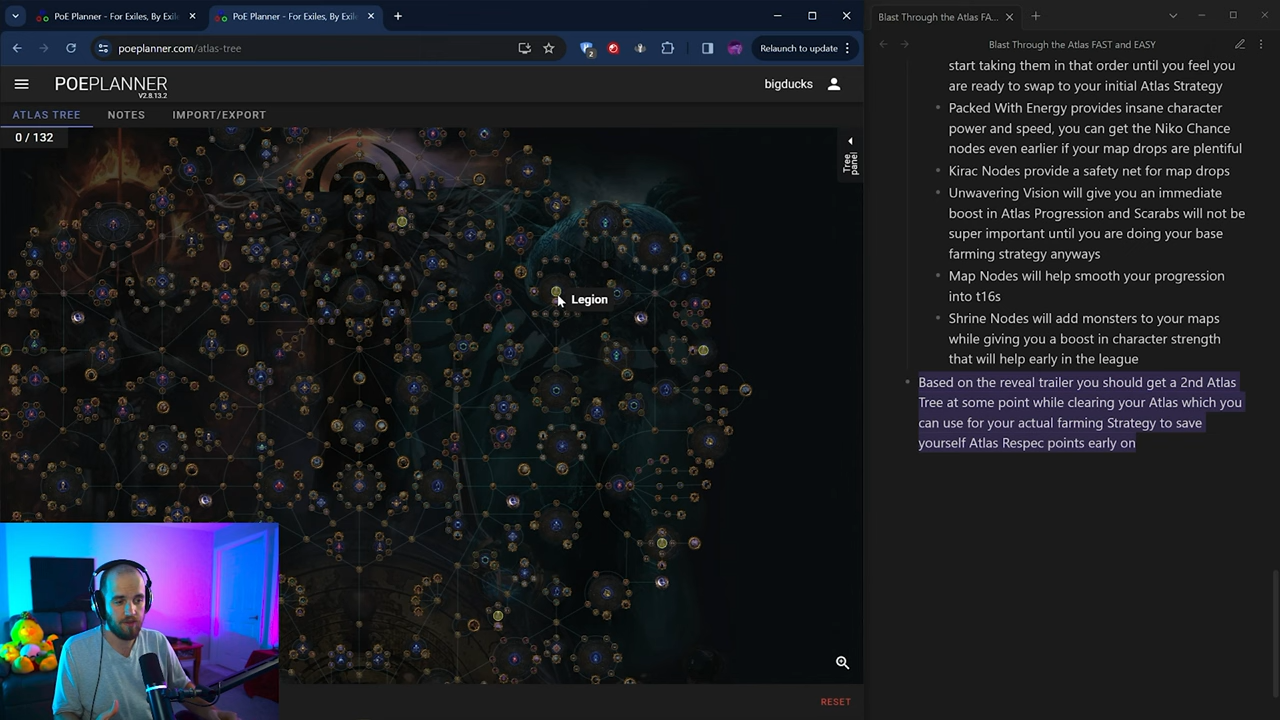 PoE Planner - For Exiles, By Exile
PoE Planner - For Exiles, By Exile
Blast Through the Atlas FA...
poeplanner.com/atlas-tree
2
Relaunch to update
Blast Through the Atlas FAST and EASY
POEPLANNER
V2.8.13.2
bigducks
ATLAS TREE
NOTES
IMPORT/EXPORT
0 / 132
Tree panel
Legion
RESET
start taking them in that order until you feel you
are ready to swap to your initial Atlas Strategy
Packed With Energy provides insane character
power and speed, you can get the Niko Chance
nodes even earlier if your map drops are plentiful
Kirac Nodes provide a safety net for map drops
Unwavering Vision will give you an immediate
boost in Atlas Progression and Scarabs will not be
super important until you are doing your base
farming strategy anyways
Map Nodes will help smooth your progression
into t16s
Shrine Nodes will add monsters to your maps
while giving you a boost in character strength
that will help early in the league
Based on the reveal trailer you should get a 2nd Atlas
Tree at some point while clearing your Atlas which you
can use for your actual farming Strategy to save
yourself Atlas Respec points early on